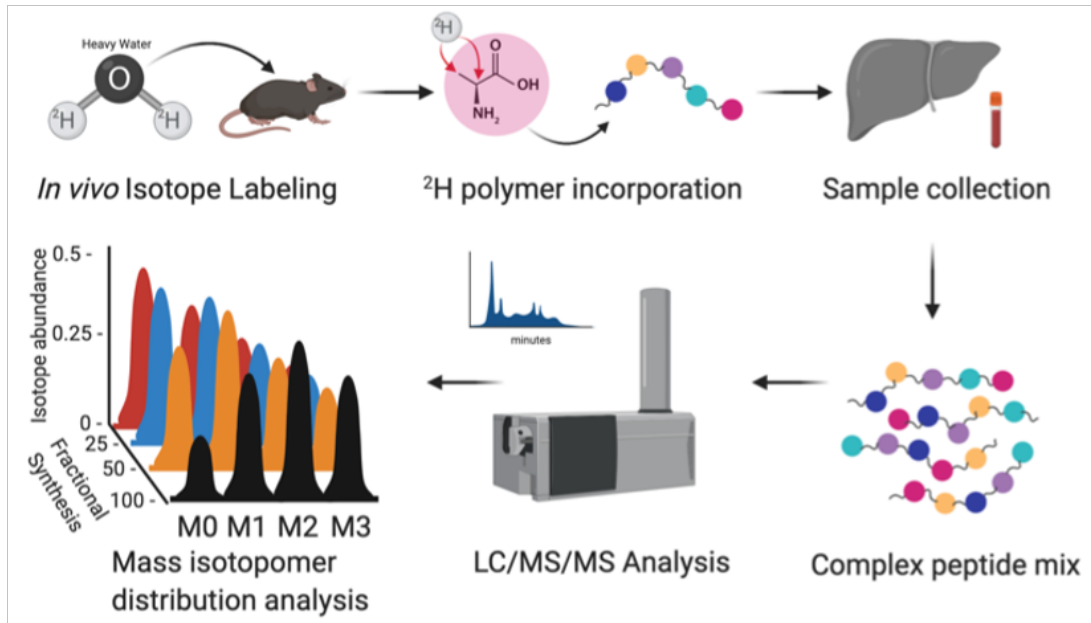 Heavy Water
O
²H
²H
In vivo Isotope Labeling
²H
O
OH
NH₂
²H polymer incorporation
Sample collection
Complex peptide mix
minutes
LC/MS/MS Analysis
Isotope abundance
0.5 -
0.25 -
0 -
25 -
50 -
100 -
Fractional
Synthesis
M0 M1 M2 M3
Mass isotopomer
distribution analysis